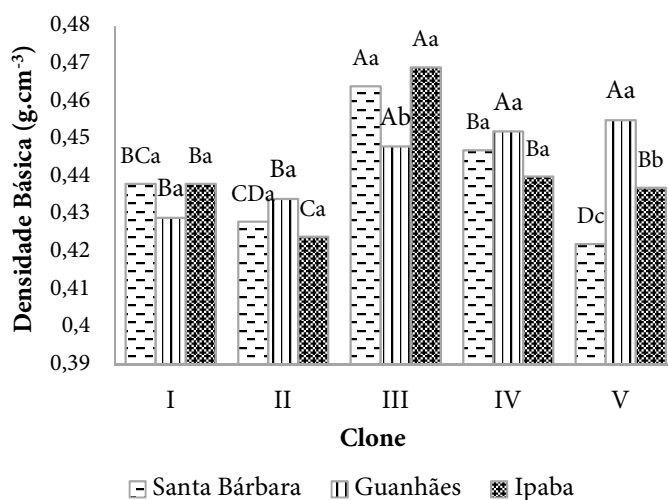 0,48
0,47
0,46
0,45
0,44
0,43
0,42
0,41
0,4
0,39
Densidade Básica (g.cm⁻³)
BCa Ba Ba
CDa Ba Ca
Aa Ab Aa
Ba Aa Ba
Dc Aa Bb
I II III IV V
Clone
Santa Bárbara Guanhães Ipaba